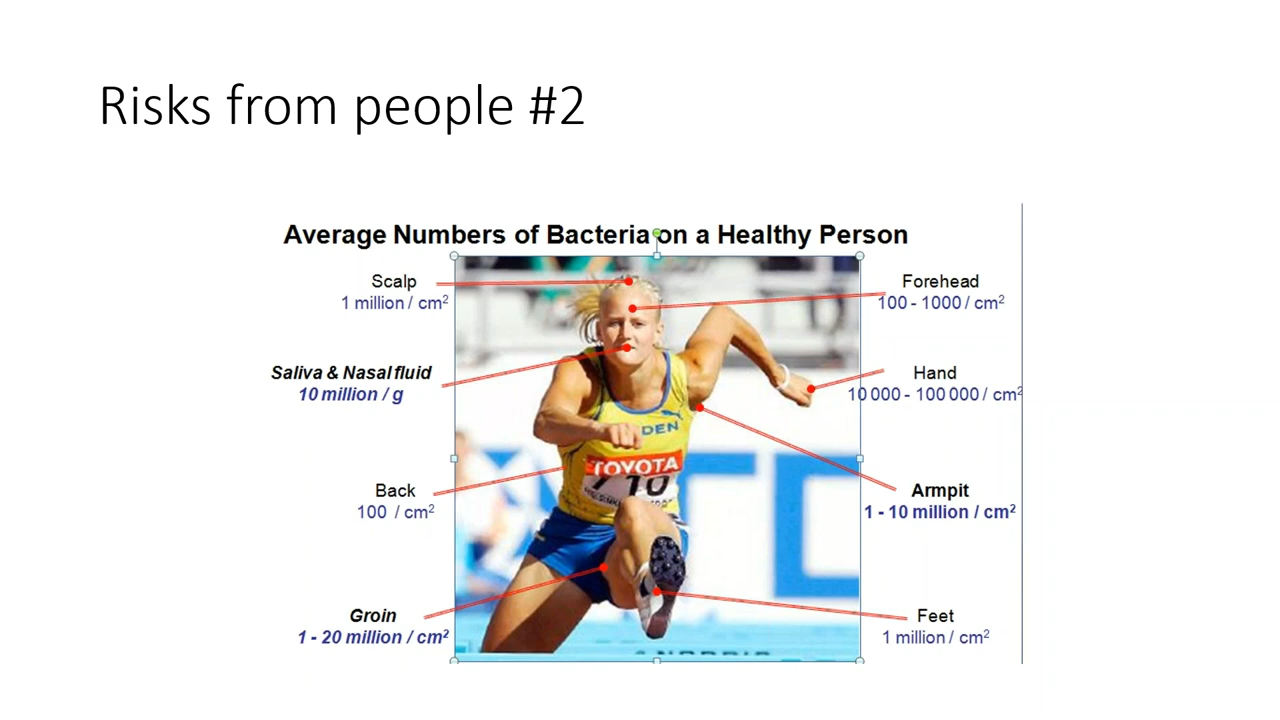 Risks from people #2
Average Numbers of Bacteria on a Healthy Person
Scalp
1 million / cm²
Forehead
100 - 1000 / cm²
Saliva & Nasal fluid
10 million / g
Hand
10 000 - 100 000 / cm²
DEN
TOYOTA
710
Back
100 / cm²
Armpit
1 - 10 million / cm²
Groin
1 - 20 million / cm²
Feet
1 million / cm²